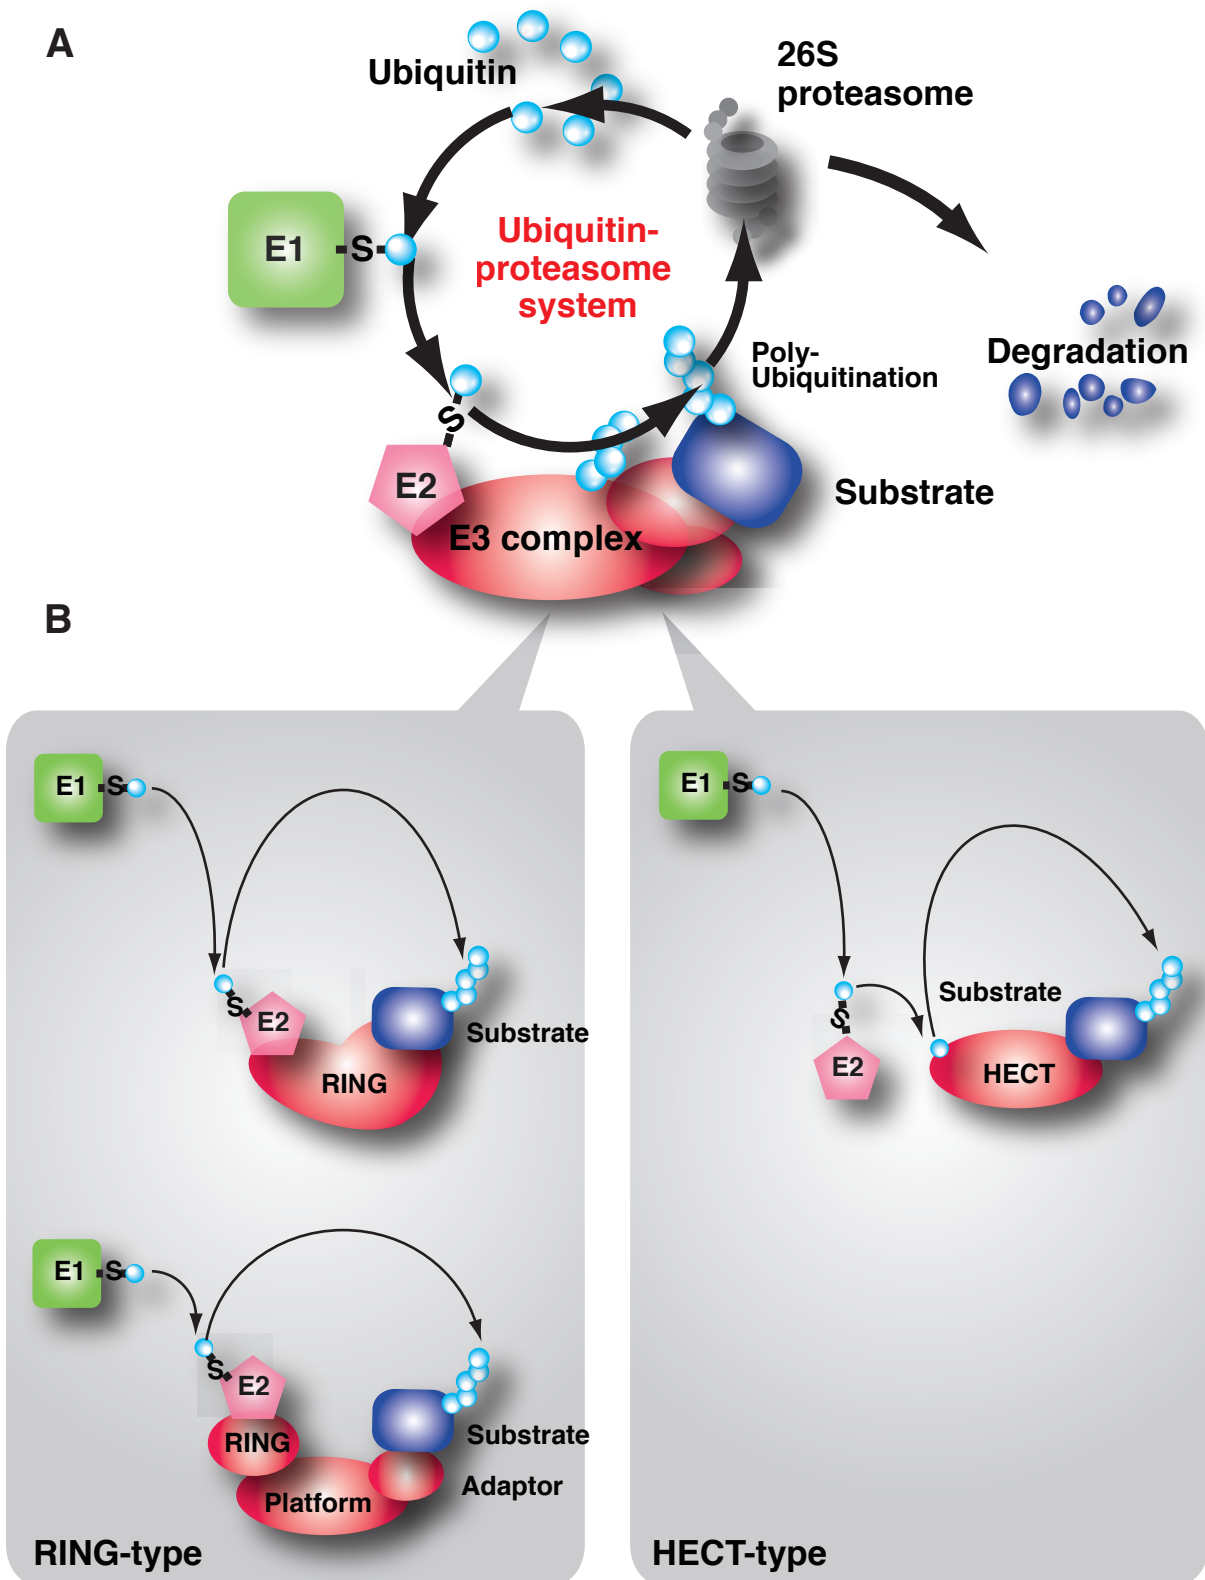 A
Ubiquitin
26S
proteasome
E1
S
Ubiquitin-
proteasome
system
Poly-
Ubiquitination
Degradation
S
E2
Substrate
E3 complex
B
E1
S
S
E2
Substrate
RING
E1
S
S
E2
RING
Substrate
Adaptor
Platform
RING-type
E1
S
Substrate
S
E2
HECT
HECT-type